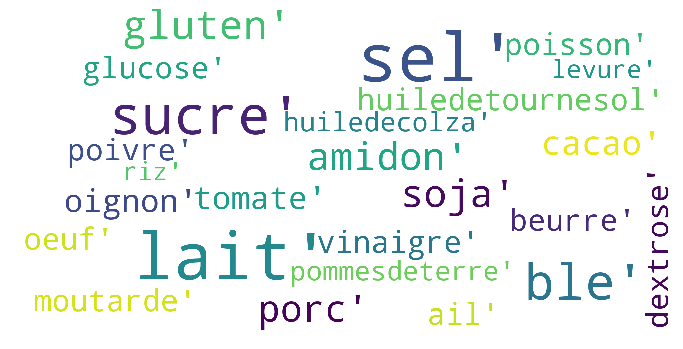 gluten'
sel'
poisson'
glucose'
levure'
sucre'
huiledetournesol'
huiledecolza'
poivre'
amidon'
cacao'
riz'
oignon'
tomate'
soja'
dextrose'
beurre'
oeuf'
lait'
vinaigre'
pommesdeterre'
ble'
moutarde'
porc'
ail'